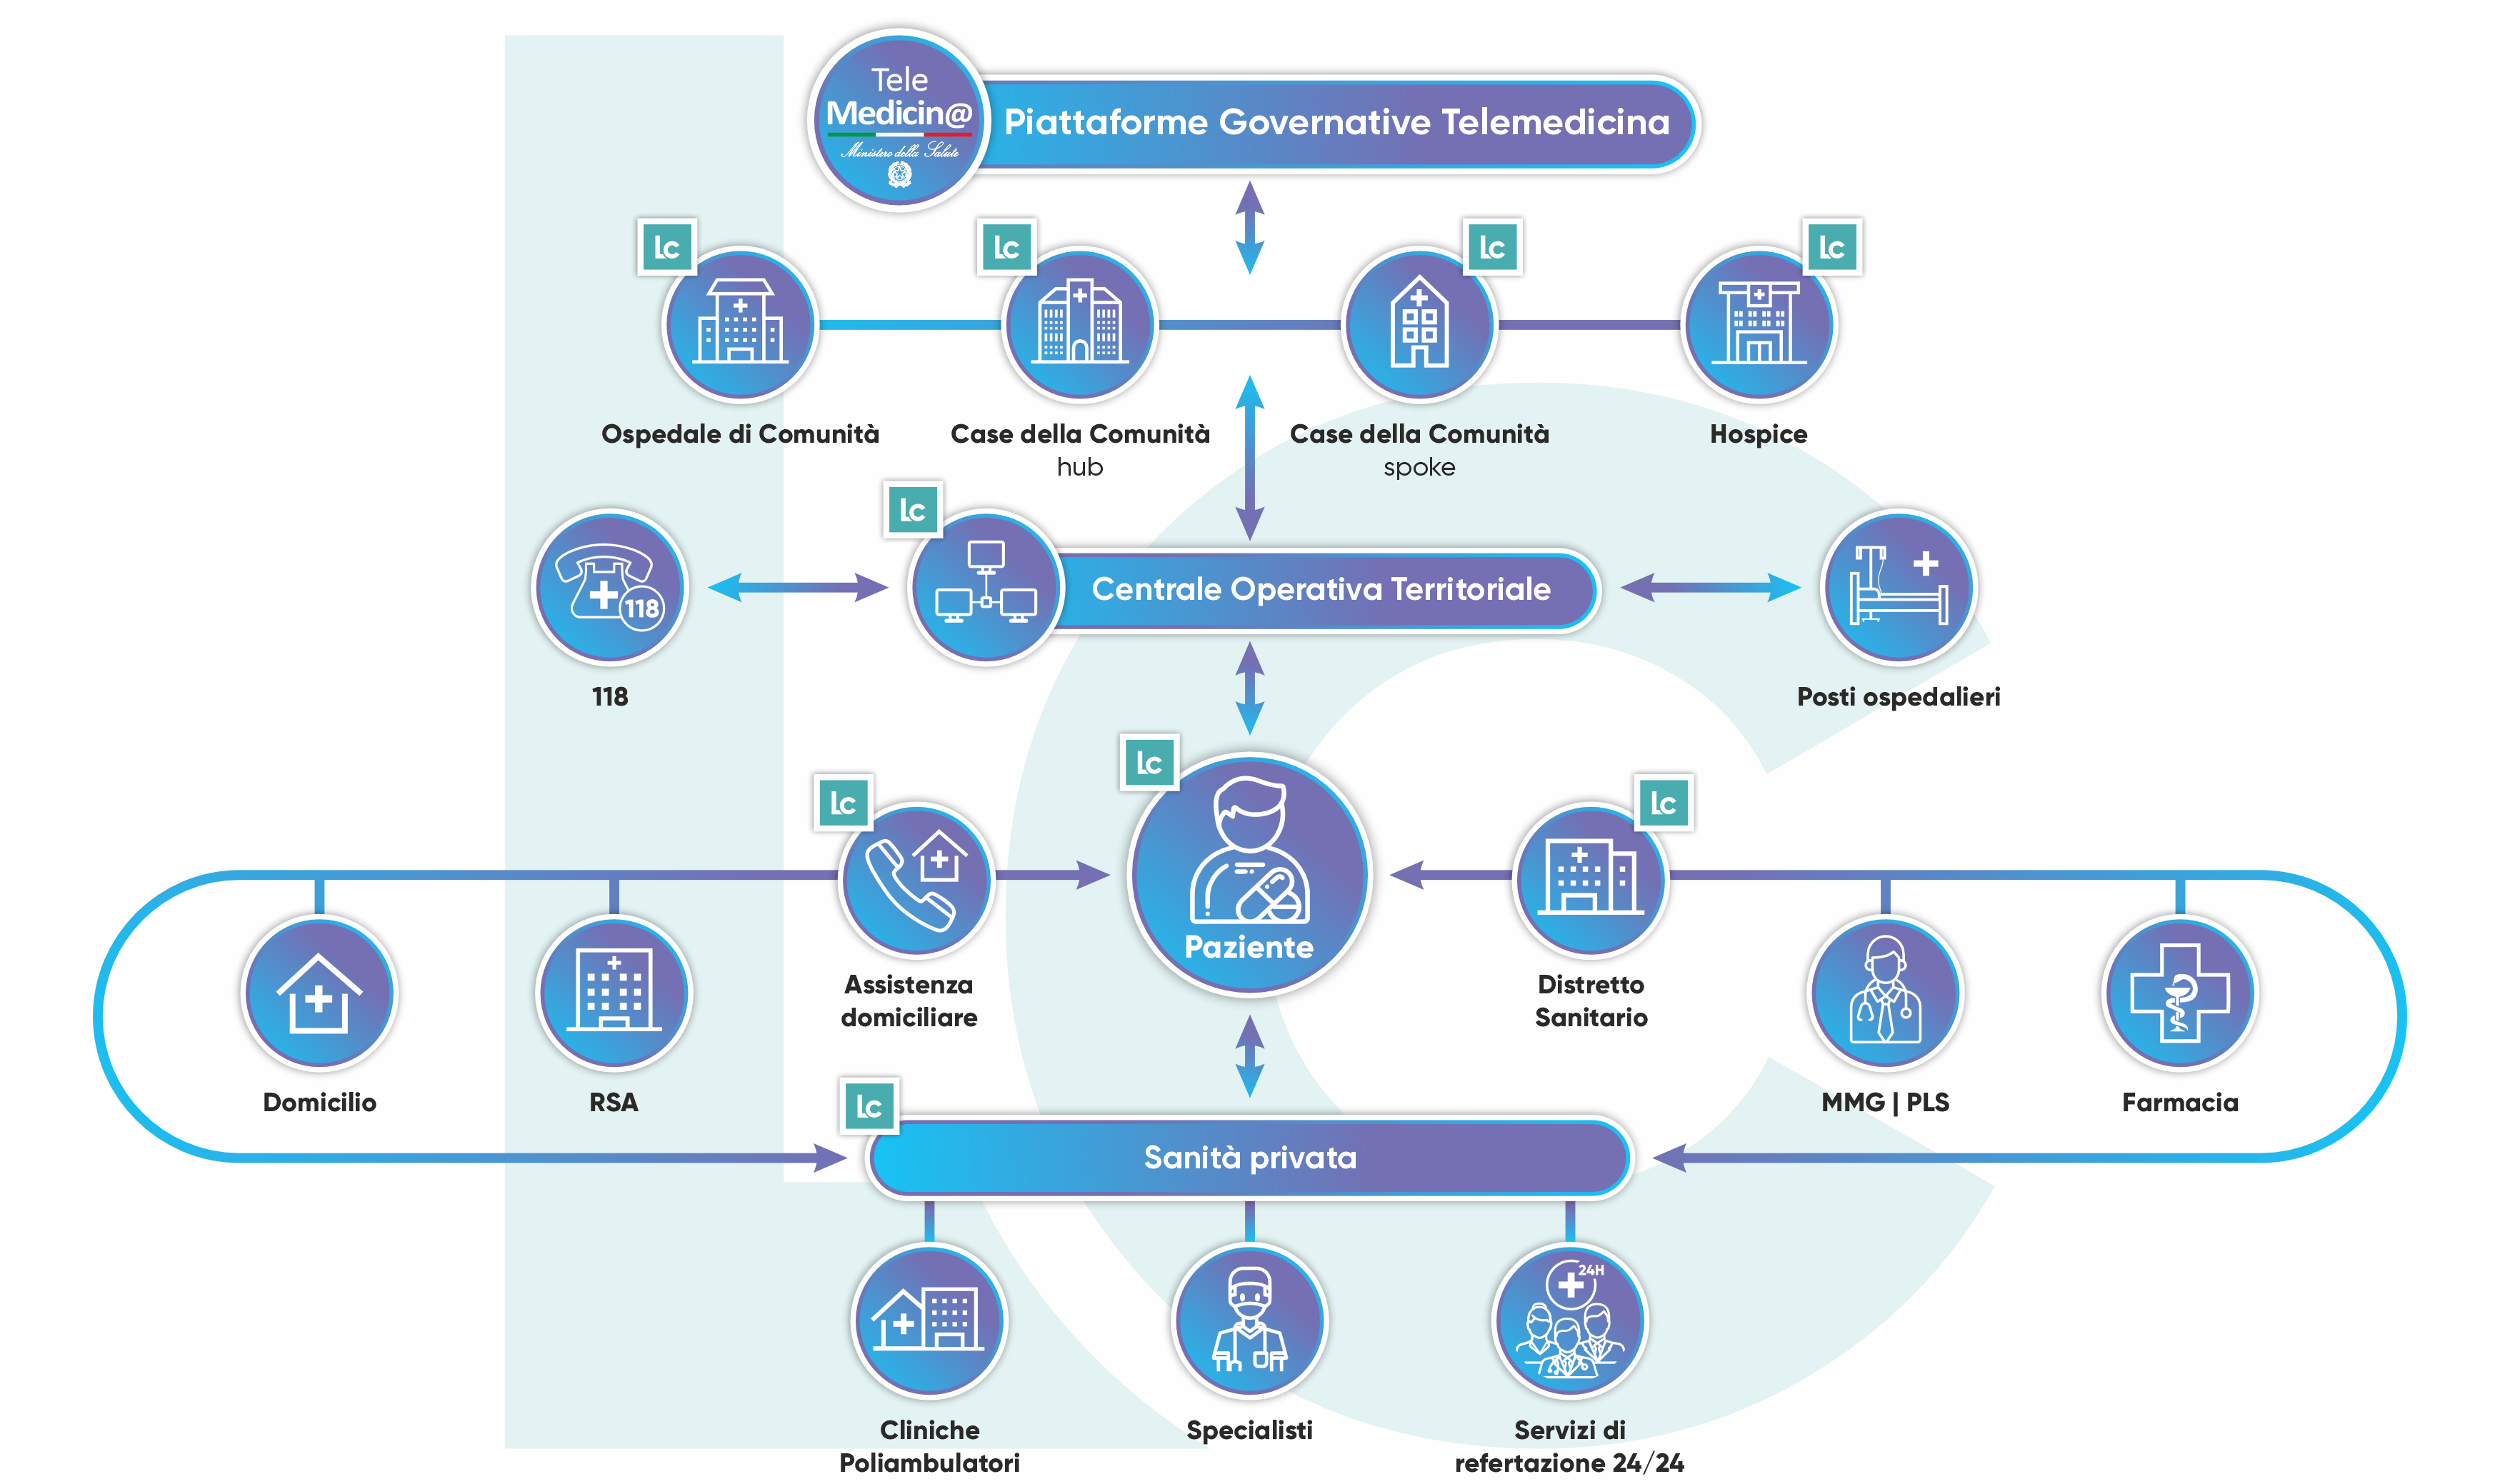 Tele
Medicin@
Ministero della Salute
Piattaforme Governative Telemedicina
Lc
Lc
Lc
Lc
Ospedale di Comunità
Case della Comunità
hub
Case della Comunità
spoke
Hospice
Lc
118
Centrale Operativa Territoriale
118
Posti ospedalieri
Lc
Lc
Lc
Paziente
Assistenza
domiciliare
Distretto
Sanitario
Domicilio
RSA
MMG | PLS
Farmacia
Lc
Sanità privata
24H
Cliniche
Poliambulatori
Specialisti
Servizi di
refertazione 24/24